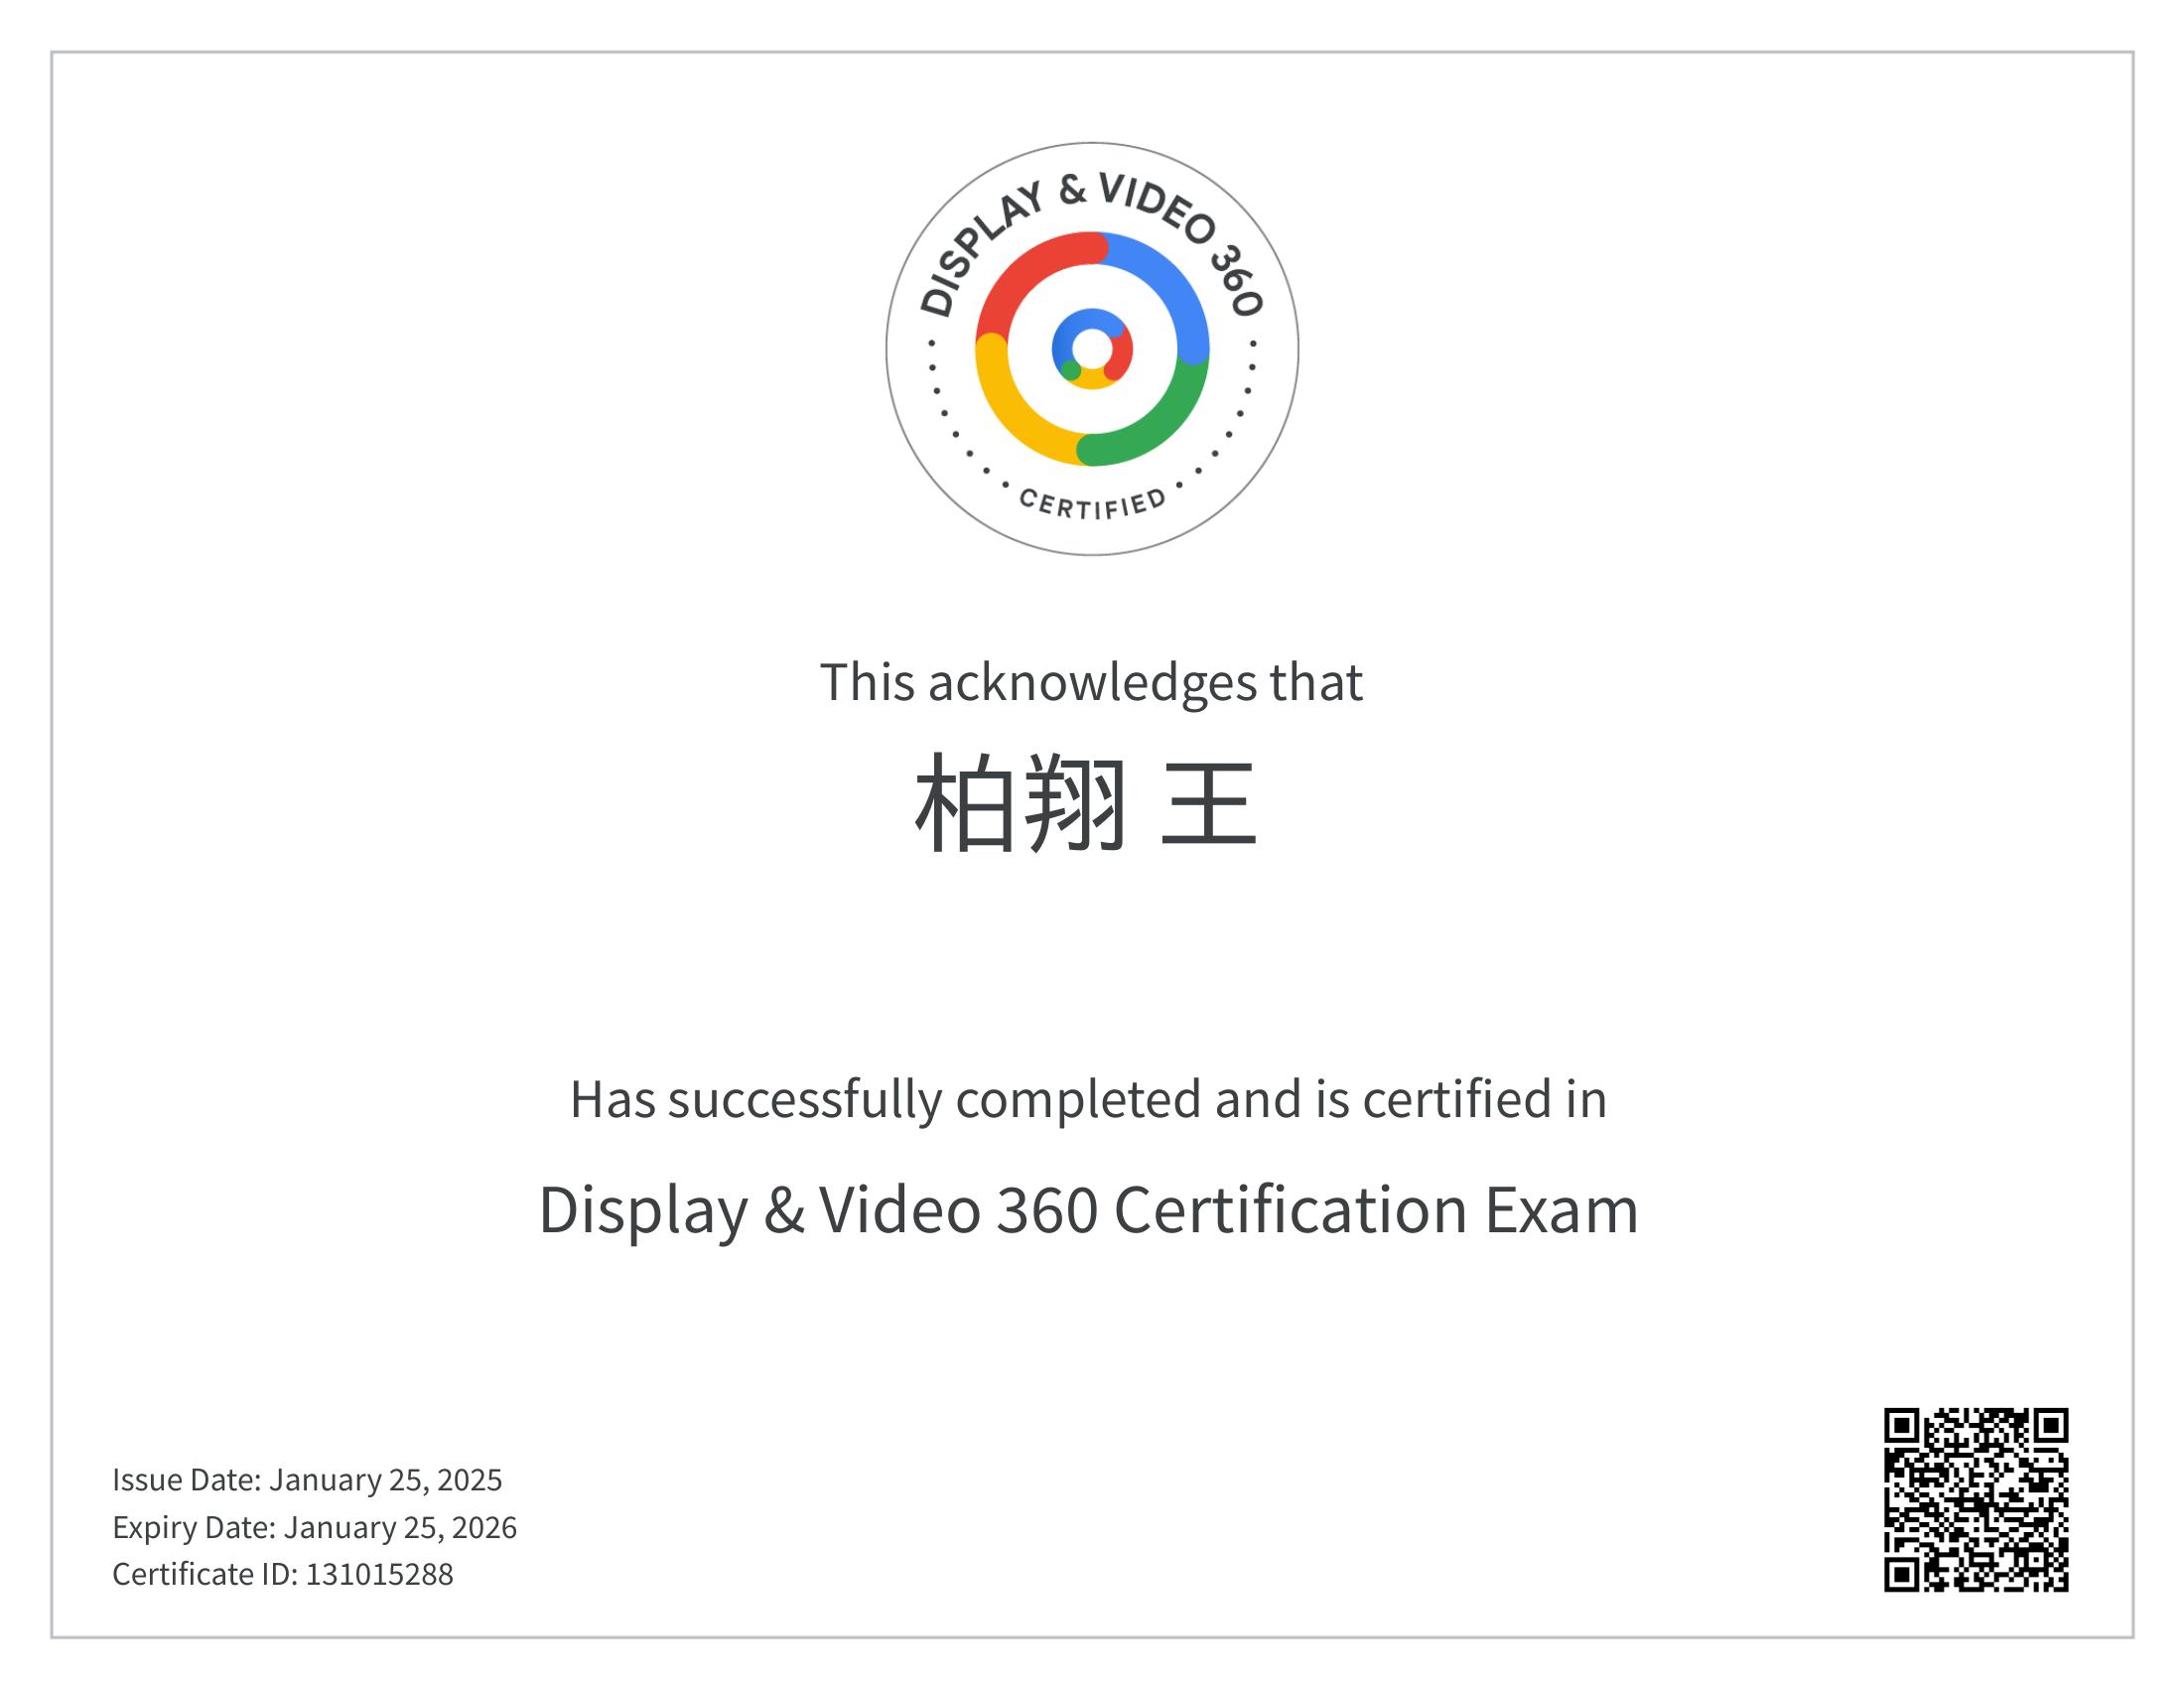 DISPLAY & VIDEO 360
CERTIFIED
This acknowledges that
柏翔 王
Has successfully completed and is certified in
Display & Video 360 Certification Exam
Issue Date: January 25, 2025
Expiry Date: January 25, 2026
Certificate ID: 131015288